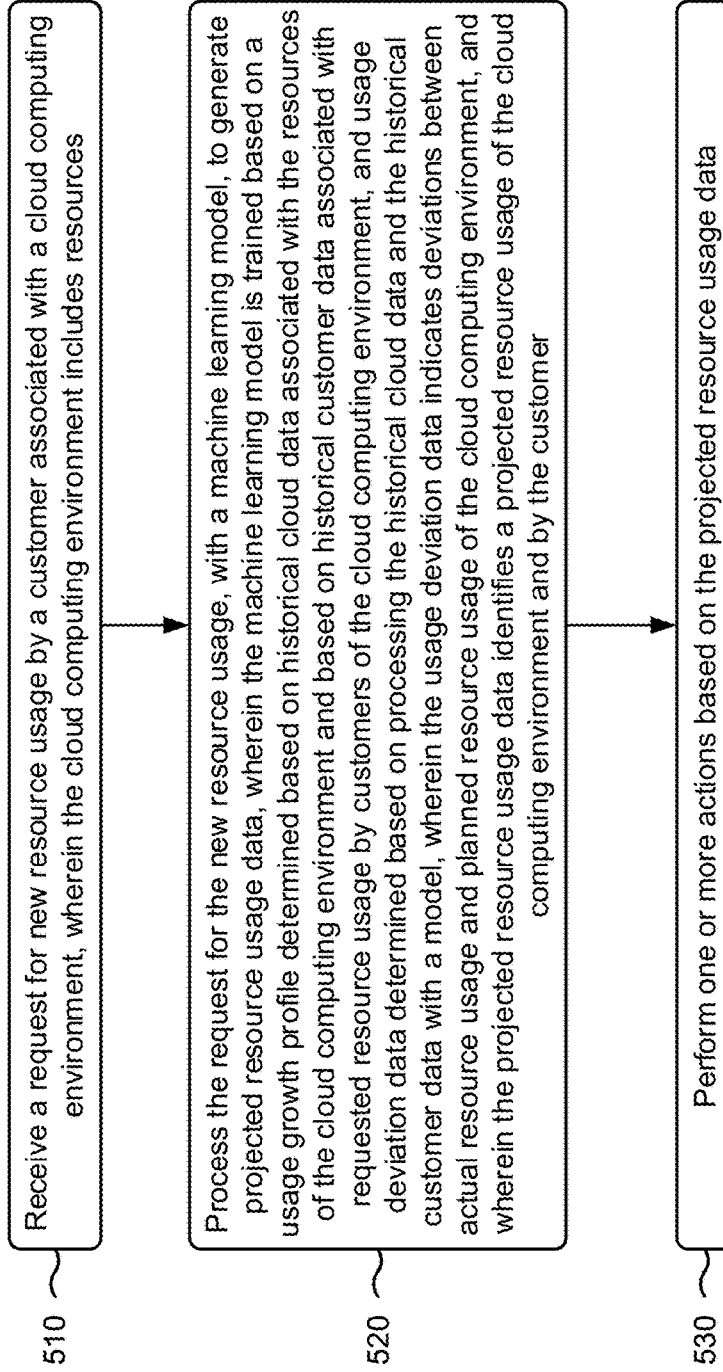 510
Receive a request for new resource usage by a customer associated with a cloud computing
environment, wherein the cloud computing environment includes resources
520
Process the request for the new resource usage, with a machine learning model, to generate
projected resource usage data, wherein the machine learning model is trained based on a
usage growth profile determined based on historical cloud data associated with the resources
of the cloud computing environment and based on historical customer data associated with
requested resource usage by customers of the cloud computing environment, and usage
deviation data determined based on processing the historical cloud data and the historical
customer data with a model, wherein the usage deviation data indicates deviations between
actual resource usage and planned resource usage of the cloud computing environment, and
wherein the projected resource usage data identifies a projected resource usage of the cloud
computing environment and by the customer
530
Perform one or more actions based on the projected resource usage data